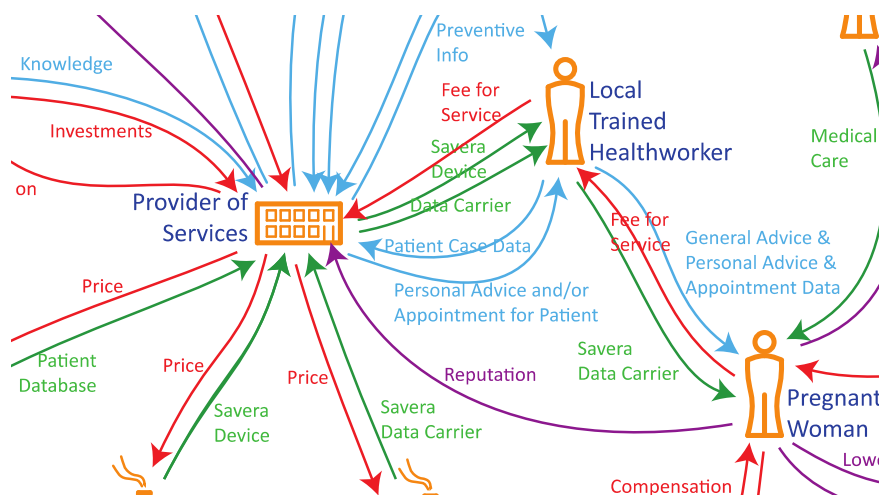 Preventive
Info
Knowledge
Fee for
Service
Local
Trained
Healthworker
Investments
Medical
Care
Savera
Device
on
Provider of
Services
Data Carrier
Fee for
Service
Patient Case Data
General Advice &
Personal Advice &
Appointment Data
Price
Personal Advice and/or
Appointment for Patient
Patient
Database
Price
Price
Reputation
Savera
Data Carrier
Savera
Device
Savera
Data Carrier
Pregnant
Woman
Lowe
Compensation